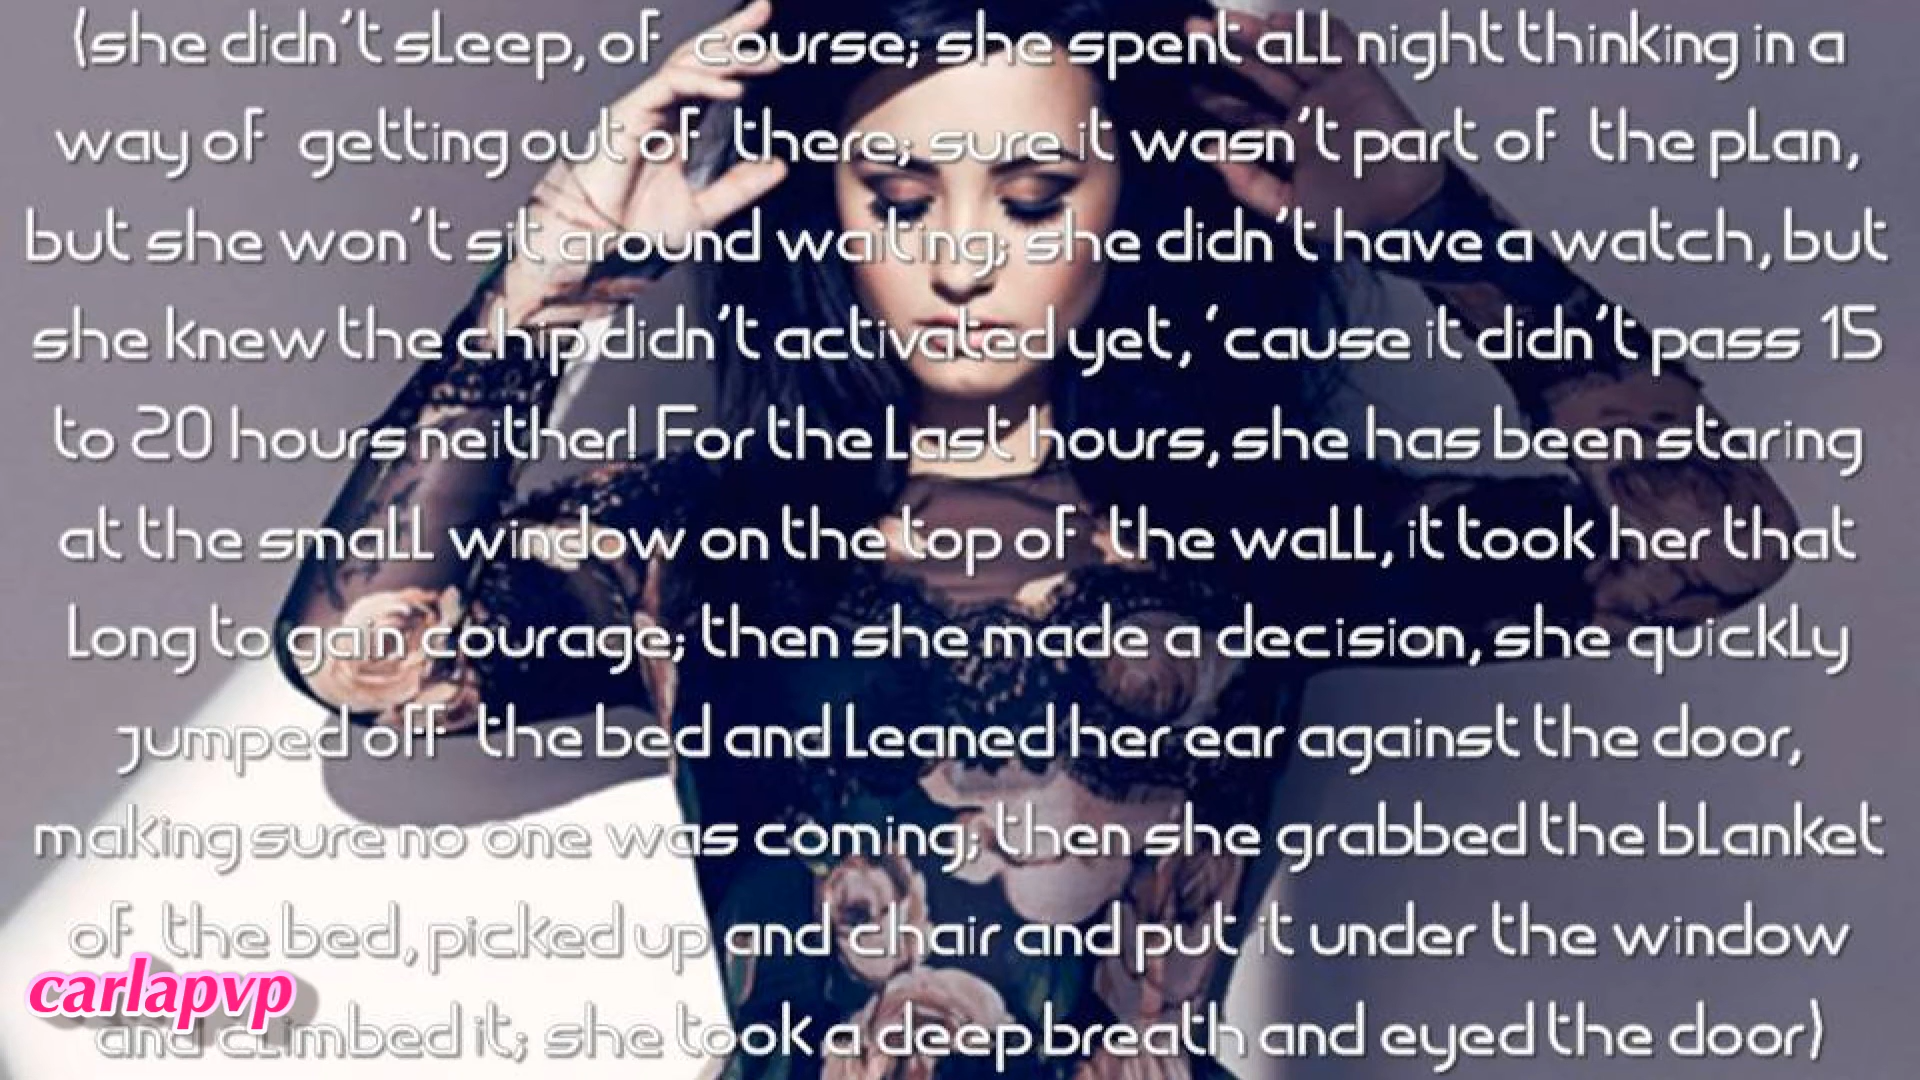 (she didn't sleep, of course; she spent all night thinking in a
way of getting out of there; sure it wasn't part of the plan,
but she won't sit around waiting; she didn't have a watch, but
she knew the chip didn't activated yet, 'cause it didn't pass 15
to 20 hours neither! For the last hours, she has been staring
at the small window on the top of the wall, it took her that
long to gain courage; then she made a decision, she quickly
jumped off the bed and leaned her ear against the door,
making sure no one was coming; then she grabbed the blanket
of the bed, picked up and chair and put it under the window
and climbed it; she took a deep breath and eyed the door)
carlapvp